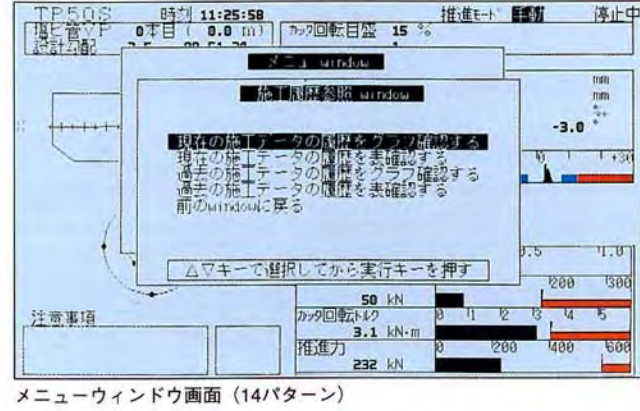 TP50S 時刻 11:25:58 推進モード 手動 停止中
塩ビ管VP 0本目 ( 0.0 m) カッタ回転目盛 15 %
設計勾配
メニュー window
mm
施工履歴参照 window
mm
-3.0
現在の施工データの履歴をグラフ確認する
現在の施工データの履歴を表確認する
過去の施工データの履歴をグラフ確認する
過去の施工データの履歴を表確認する
前のwindowに戻る
0 +30
△▽キーで選択してから実行キーを押す
0.5 1.0
200 300
50 kN
注意事項
カッタ回転トルク 0 1 2 3 4 5
3.1 kN·m
推進力 0 200 400 600
232 kN
メニューウィンドウ画面（14パターン）